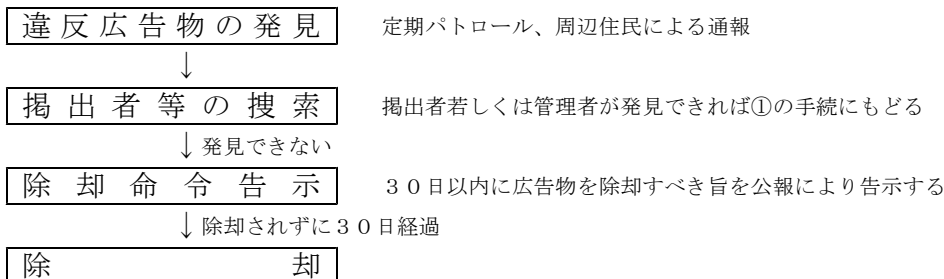 違反広告物の発見 定期パトロール、周辺住民による通報
↓
掲出者等の捜索 掲出者若しくは管理者が発見できれば①の手続にもどる
↓発見できない
除却命令告示 30日以内に広告物を除却すべき旨を公報により告示する
↓除却されずに30日経過
除却